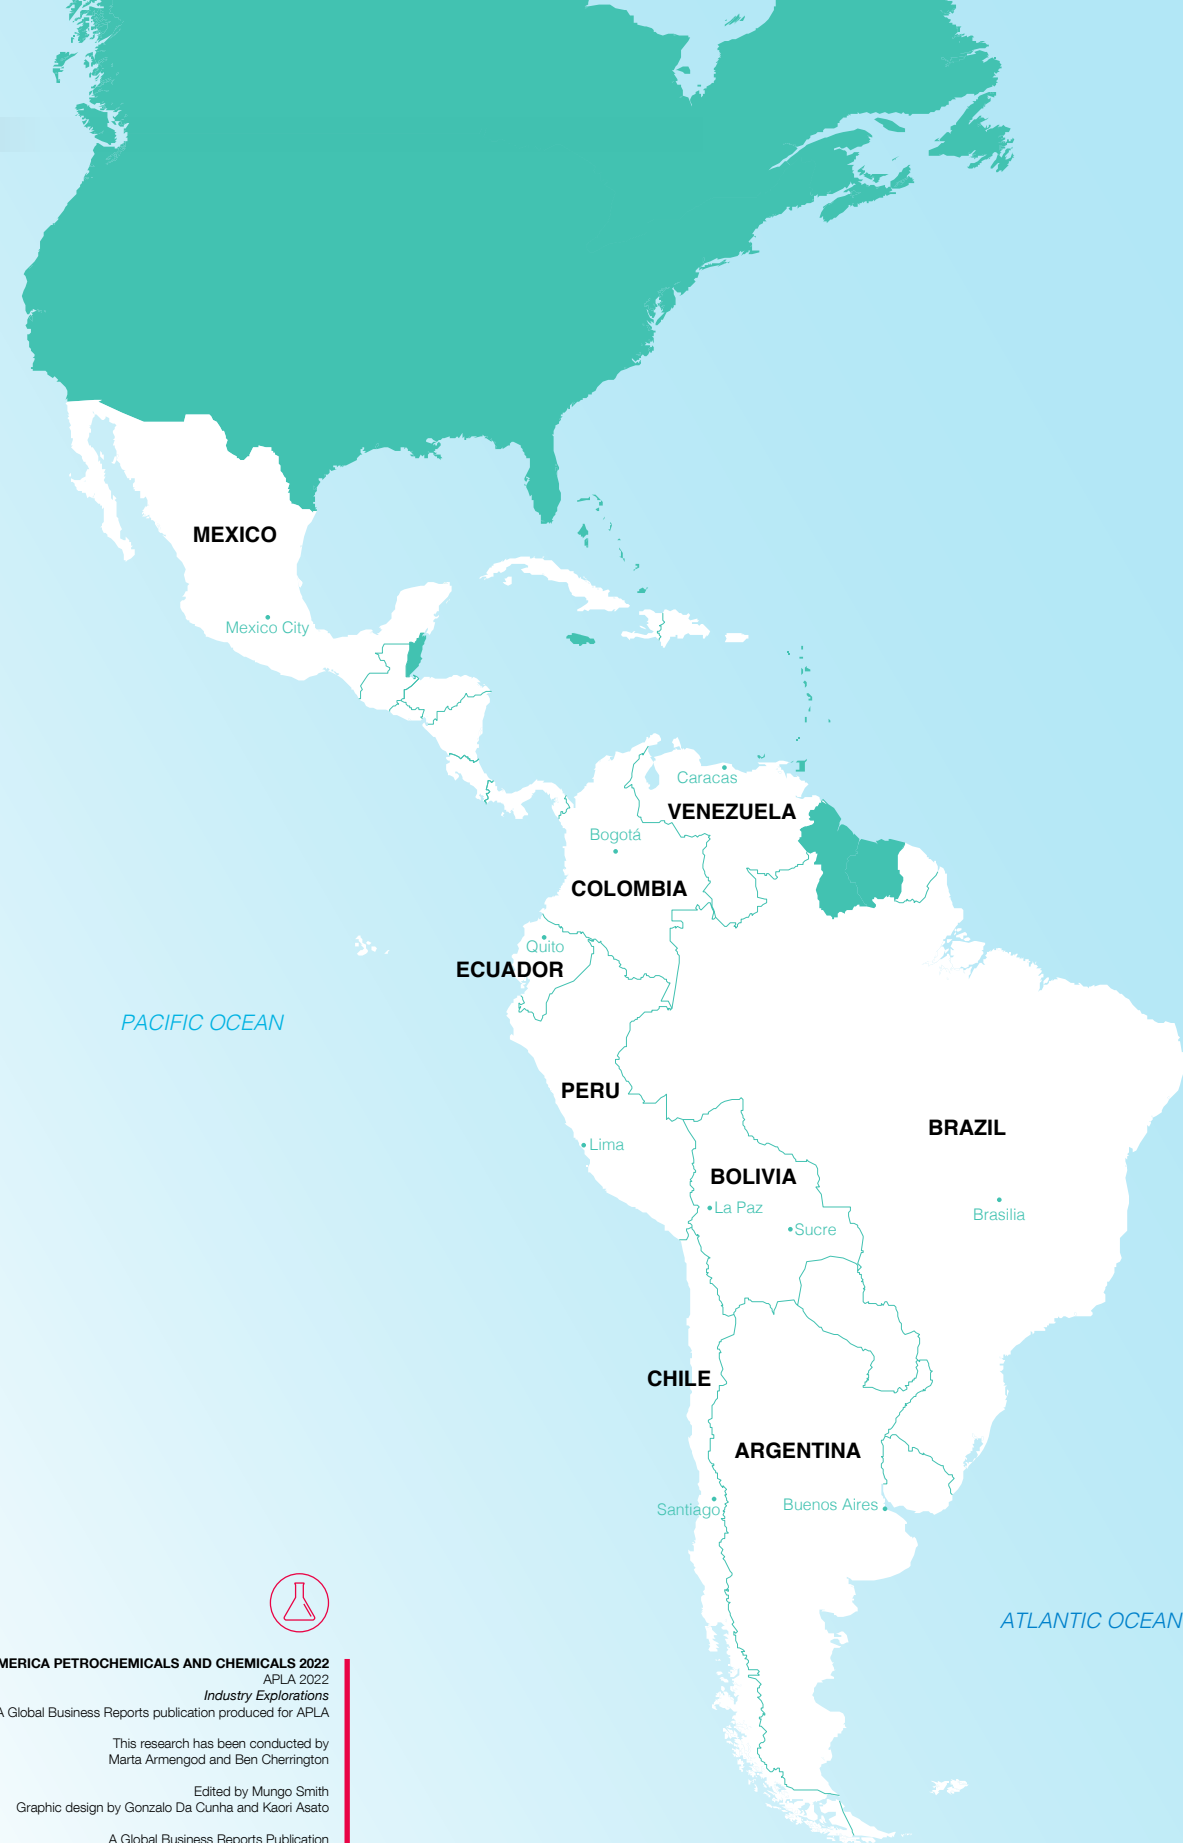 MEXICO
Mexico City
Caracas
VENEZUELA
Bogotá
COLOMBIA
Quito
ECUADOR
PACIFIC OCEAN
PERU
BRAZIL
Lima
BOLIVIA
La Paz
Brasilia
Sucre
CHILE
ARGENTINA
Santiago
Buenos Aires
ATLANTIC OCEAN
PETROCHEMICALS AND CHEMICALS 2022
APLA 2022
Industry Explorations
A Global Business Reports publication produced for APLA
This research has been conducted by
Marta Armengod and Ben Cherrington
Edited by Mungo Smith
Graphic design by Gonzalo Da Cunha and Kaori Asato
A Global Business Reports Publication